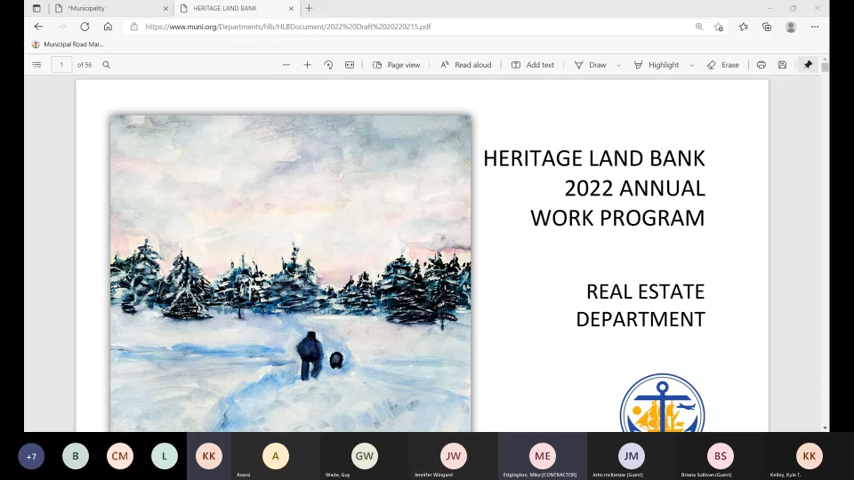 *Municipality
HERITAGE LAND BANK
https://www.muni.org/Departments/hlb/HLBDocument/2022%20Draft%2020220215.pdf
Municipal Road Mai...
1 of 56
Page view
Read aloud
Add text
Draw
Highlight
Erase
HERITAGE LAND BANK
2022 ANNUAL
WORK PROGRAM
REAL ESTATE
DEPARTMENT
+7
B
CM
L
KK
A
GW
JW
ME
JM
BS
KK
Wade, Guy
Jennifer Wingard
Edgington, Mike [CONTRACTOR]
John mcKenzie (Guest)
Briana Sullivan (Guest)
Kelley, Kyle T.